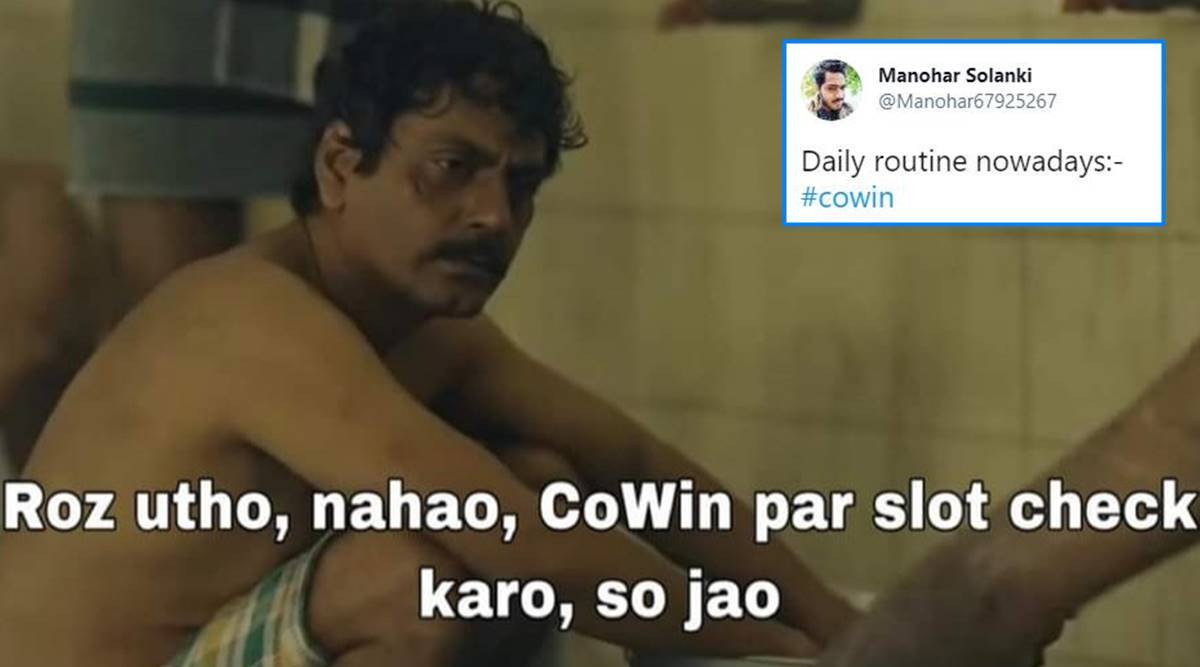 Manohar Solanki
@Manohar67925267
Daily routine nowadays:-
#cowin
Roz utho, nahao, CoWin par slot check
karo, so jao